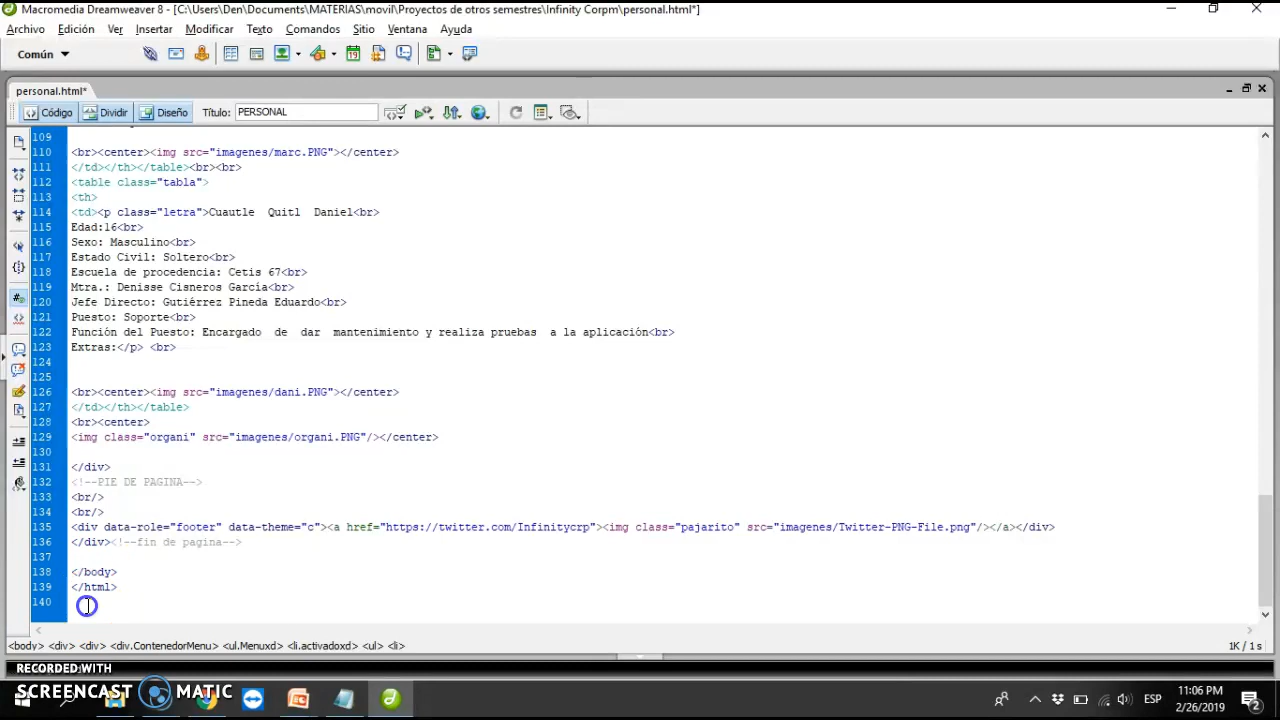 Macromedia Dreamweaver 8 - [C:\Users\Den\Documents\MATERIAS\movil\Proyectos de otros semestres\Infinity Corpm\personal.html*]
Archivo Edición Ver Insertar Modificar Texto Comandos Sitio Ventana Ayuda
Común
personal.html*
Código Dividir Diseño Título: PERSONAL
109
110 <br><center><img src="imagenes/marc.PNG"></center>
111 </td></th></table><br><br>
112 <table class="tabla">
113 <th>
114 <td><p class="letra">Cuautle  Quitl  Daniel<br>
115 Edad:16<br>
116 Sexo: Masculino<br>
117 Estado Civil: Soltero<br>
118 Escuela de procedencia: Cetis 67<br>
119 Mtra.: Denisse Cisneros García<br>
120 Jefe Directo: Gutiérrez Pineda Eduardo<br>
121 Puesto: Soporte<br>
122 Función del Puesto: Encargado  de  dar  mantenimiento y realiza pruebas  a la aplicación<br>
123 Extras:</p> <br>
124
125
126 <br><center><img src="imagenes/dani.PNG"></center>
127 </td></th></table>
128 <br><center>
129 <img class="organi" src="imagenes/organi.PNG"/></center>
130
131 </div>
132 <!--PIE DE PAGINA-->
133 <br/>
134 <br/>
135 <div data-role="footer" data-theme="c"><a href="https://twitter.com/Infinitycrp"><img class="pajarito" src="imagenes/Twitter-PNG-File.png"/></a></div>
136 </div><!--fin de pagina-->
137
138 </body>
139 </html>
140
<body> <div> <div> <div.ContenedorMenu> <ul.Menuxd> <li.activadoxd> <ul> <li> 1K / 1 s
RECORDED WITH
SCREENCAST MATIC
ESP 11:06 PM
2/26/2019
2